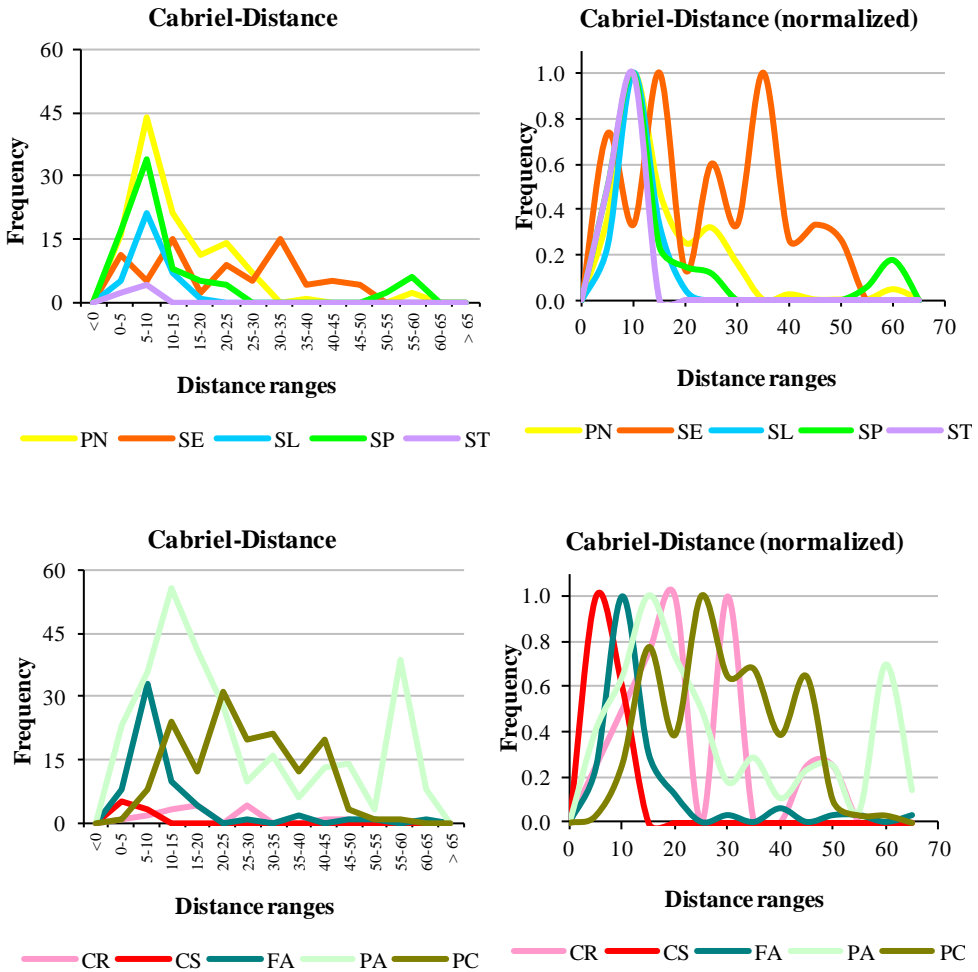 Cabriel-Distance
60
45
30
15
0
Frequency
<0
0-5
5-10
10-15
15-20
20-25
25-30
30-35
35-40
40-45
45-50
50-55
55-60
60-65
> 65
Distance ranges
PN SE SL SP ST
Cabriel-Distance (normalized)
1.0
0.8
0.6
0.4
0.2
0.0
Frequency
0 10 20 30 40 50 60 70
Distance ranges
PN SE SL SP ST
Cabriel-Distance
60
45
30
15
0
Frequency
<0
0-5
5-10
10-15
15-20
20-25
25-30
30-35
35-40
40-45
45-50
50-55
55-60
60-65
> 65
Distance ranges
CR CS FA PA PC
Cabriel-Distance (normalized)
1.0
0.8
0.6
0.4
0.2
0.0
Frequency
0 10 20 30 40 50 60 70
Distance ranges
CR CS FA PA PC